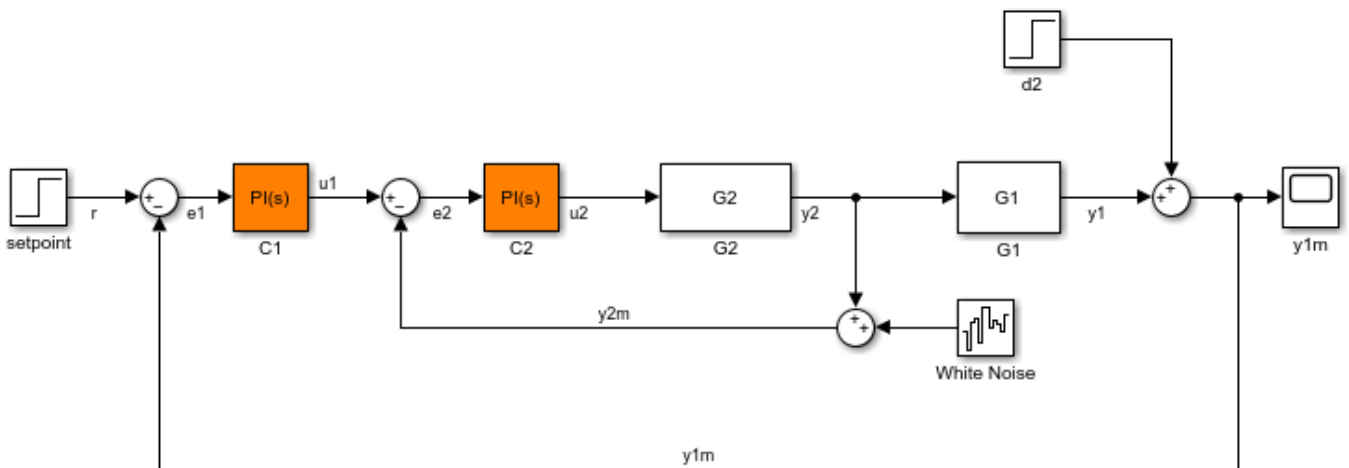 d2
setpoint
r
+
−
e1
PI(s)
C1
u1
+
−
e2
PI(s)
C2
u2
G2
G2
y2
G1
G1
y1
+
+
y1m
y2m
+
+
White Noise
y1m